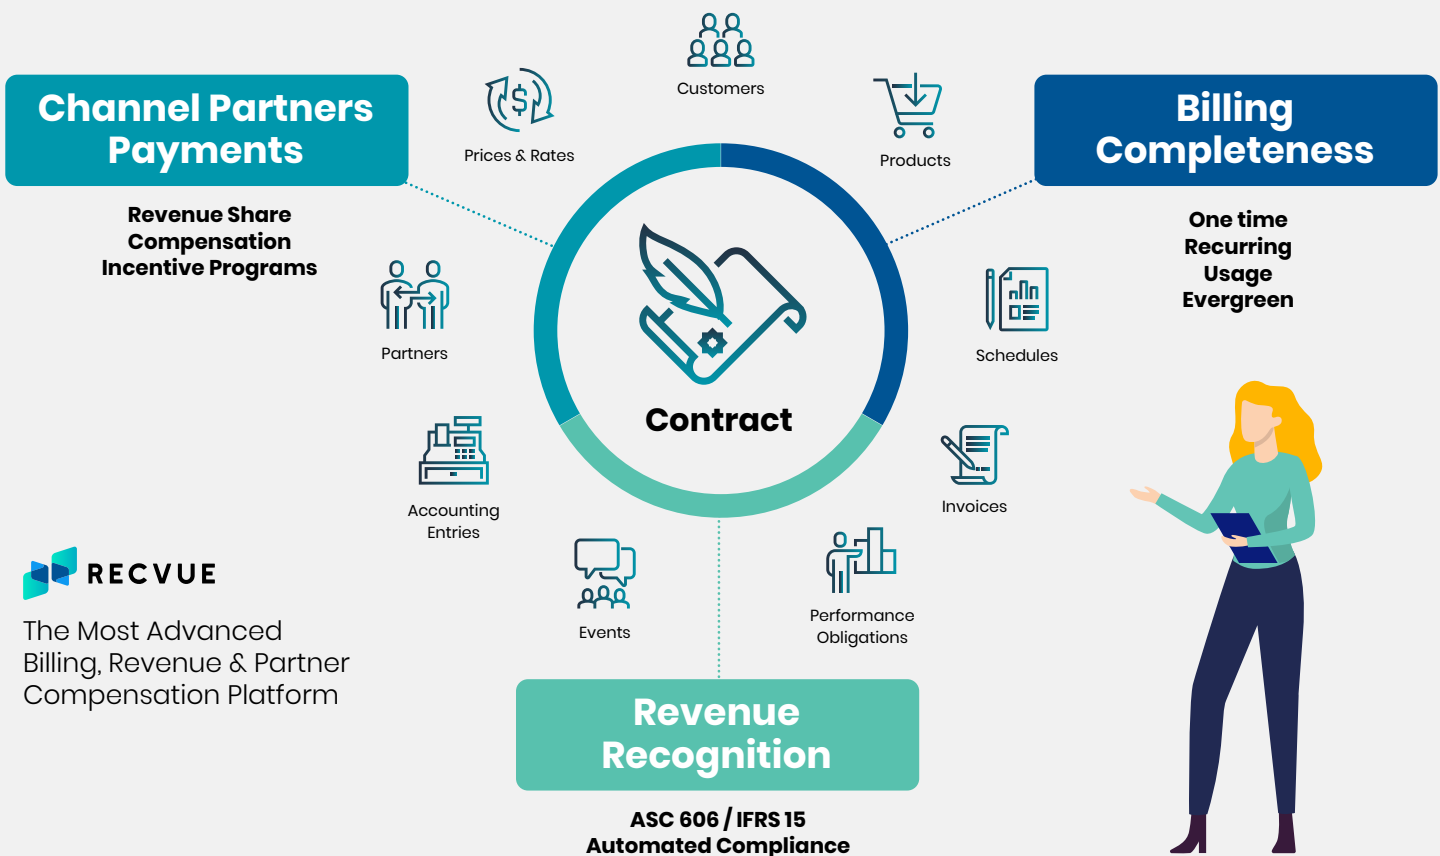 Customers
Channel Partners
Payments
Prices & Rates
Products
Billing
Completeness
Revenue Share
Compensation
Incentive Programs
One time
Recurring
Usage
Evergreen
Partners
Schedules
Contract
Accounting
Entries
Invoices
Events
Performance
Obligations
RECVUE
The Most Advanced
Billing, Revenue & Partner
Compensation Platform
Revenue
Recognition
ASC 606 / IFRS 15
Automated Compliance